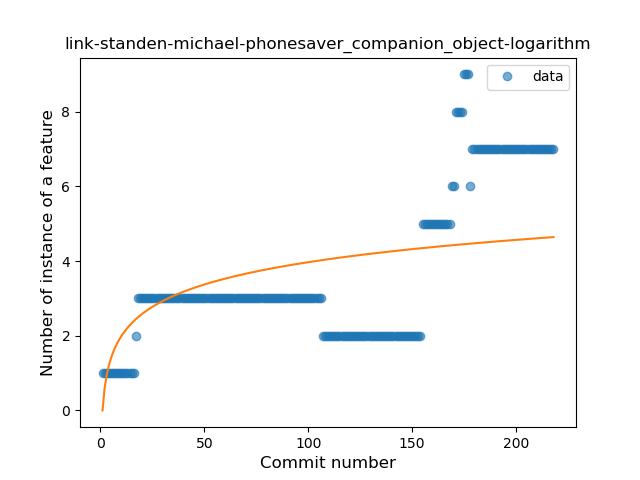 link-standen-michael-phonesaver_companion_object-logarithm
data
Number of instance of a feature
8
6
4
2
0
0 50 100 150 200
Commit number